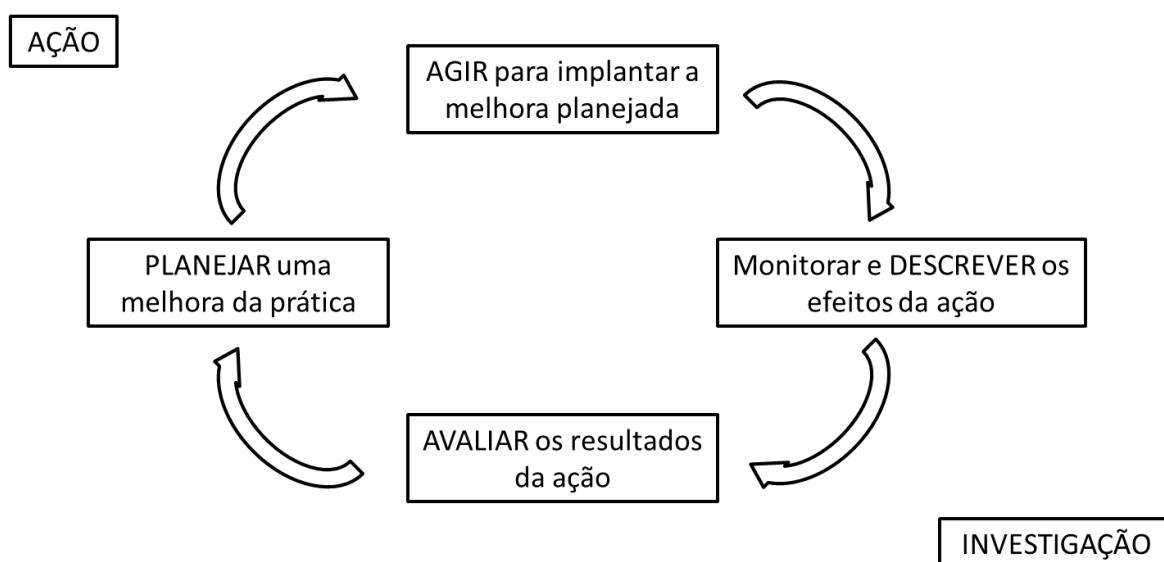 AÇÃO
AGIR para implantar a
melhora planejada
PLANEJAR uma
melhora da prática
Monitorar e DESCREVER os
efeitos da ação
AVALIAR os resultados
da ação
INVESTIGAÇÃO